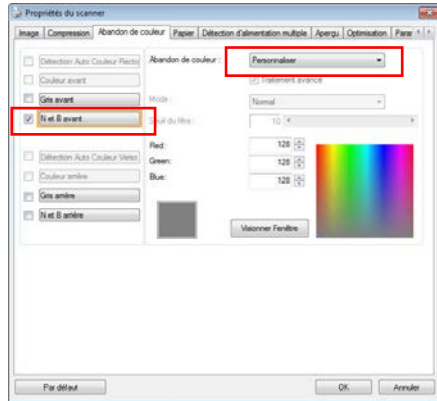 Propriétés du scanner
Image Compression Abandon de couleur Papier Détection d'alimentation multiple Aperçu Optimisation Parar
Détection Auto Couleur Recto
Abandon de couleur :
Personnaliser
Couleur avant
Traitement avancé
Gris avant
Mode :
Normal
N et B avant
Seuil du filtre :
10
Red:
128
Détection Auto Couleur Verso
Green:
128
Couleur arrière
Blue:
128
Gris arrière
N et B arrière
Visionner Fenêtre
Par défaut
OK
Annuler